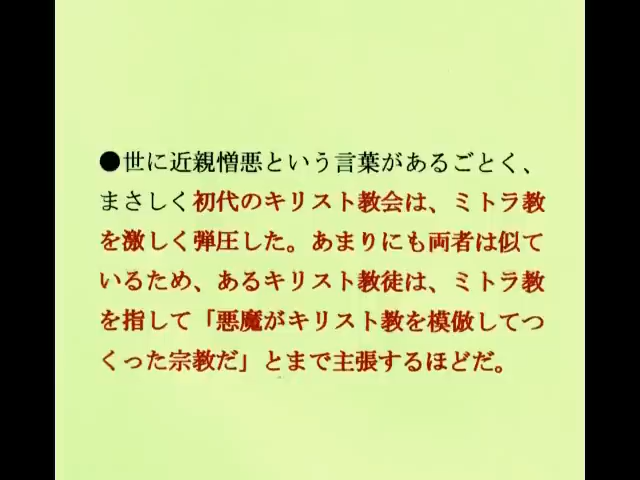 ●世に近親憎悪という言葉があるごとく、
まさしく初代のキリスト教会は、ミトラ教
を激しく弾圧した。あまりにも両者は似て
いるため、あるキリスト教徒は、ミトラ教
を指して「悪魔がキリスト教を模倣してつ
くった宗教だ」とまで主張するほどだ。